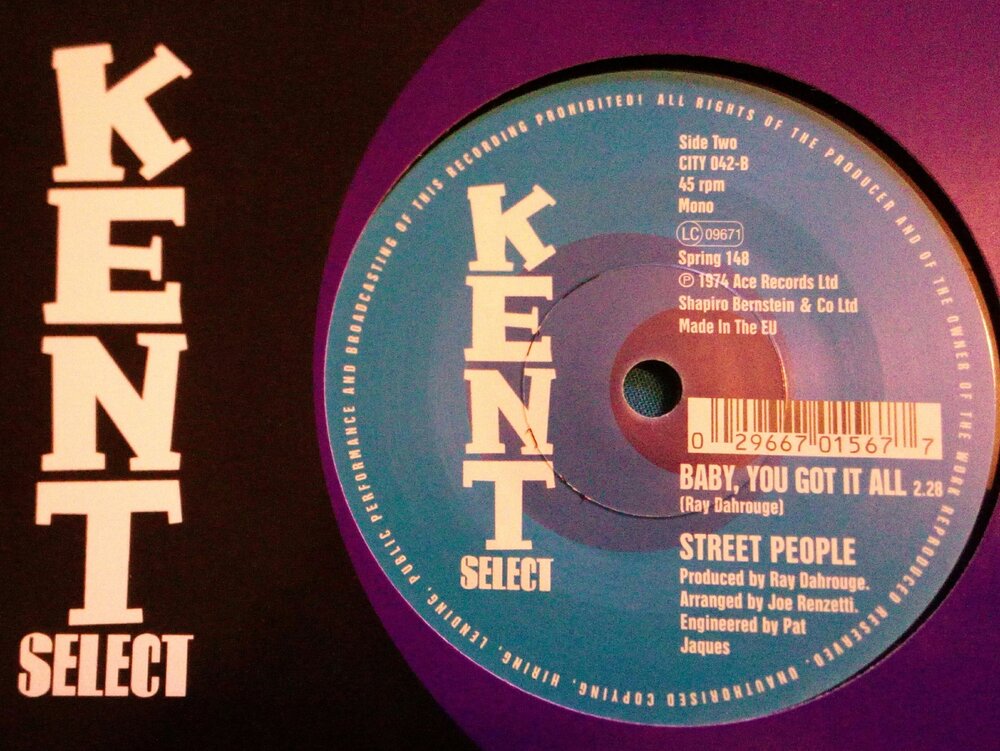 KENT
SELECT
KENT
SELECT
Side Two
CITY 042-B
45 rpm
Mono
LC 09671
Spring 148
℗ 1974 Ace Records Ltd
Shapiro Bernstein & Co Ltd
Made In The EU
0 29667 01567 7
BABY, YOU GOT IT ALL 2.28
(Ray Dahrouge)
STREET PEOPLE
Produced by Ray Dahrouge.
Arranged by Joe Renzetti.
Engineered by Pat
Jaques
ALL RIGHTS OF THE PRODUCER AND OF THE OWNER OF THE WORK REPRODUCED RESERVED. UNAUTHORISED COPYING, HIRING, LENDING, PUBLIC PERFORMANCE AND BROADCASTING OF THIS RECORDING PROHIBITED!